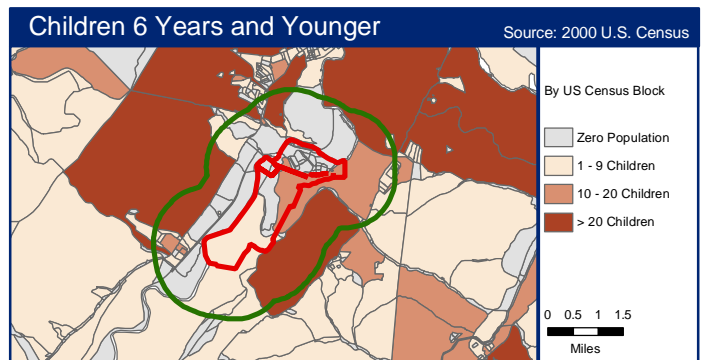 Children 6 Years and Younger
Source: 2000 U.S. Census
By US Census Block
Zero Population
1 - 9 Children
10 - 20 Children
> 20 Children
0 0.5 1 1.5
Miles